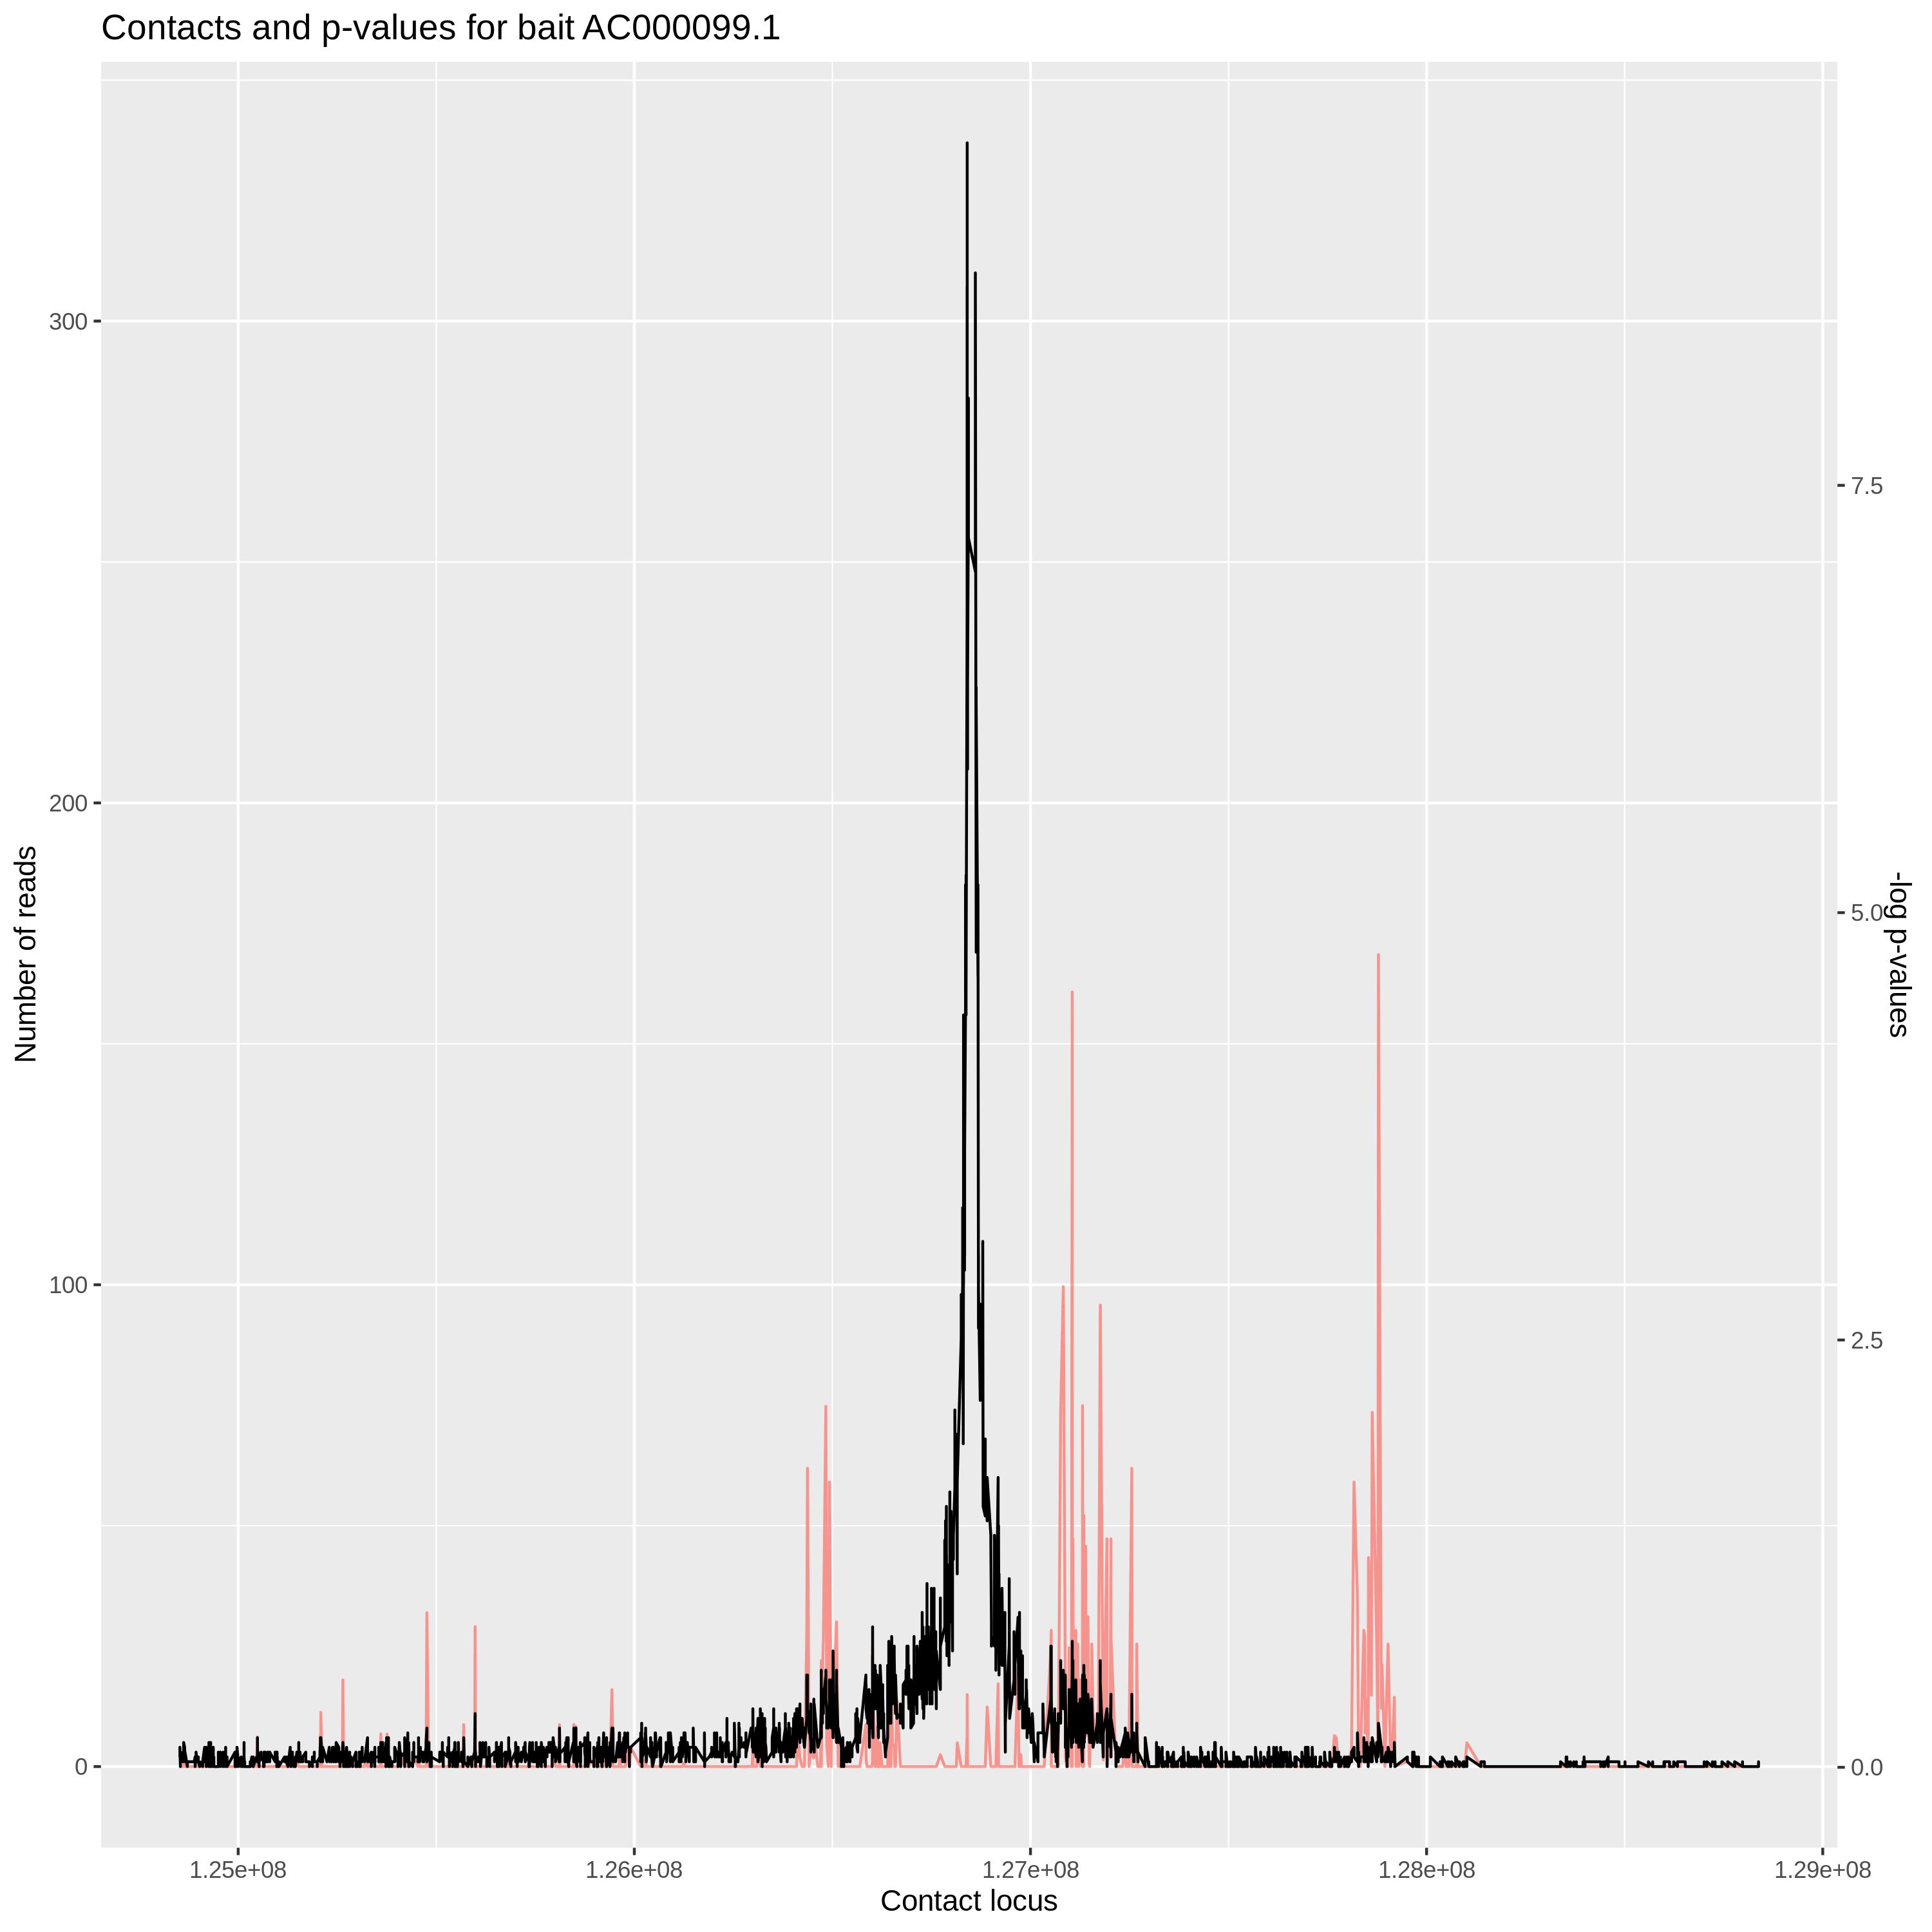 Contacts and p-values for bait AC000099.1
300
200
100
0
Number of reads
7.5
5.0
2.5
0.0
-log p-values
1.25e+08
1.26e+08
1.27e+08
1.28e+08
1.29e+08
Contact locus